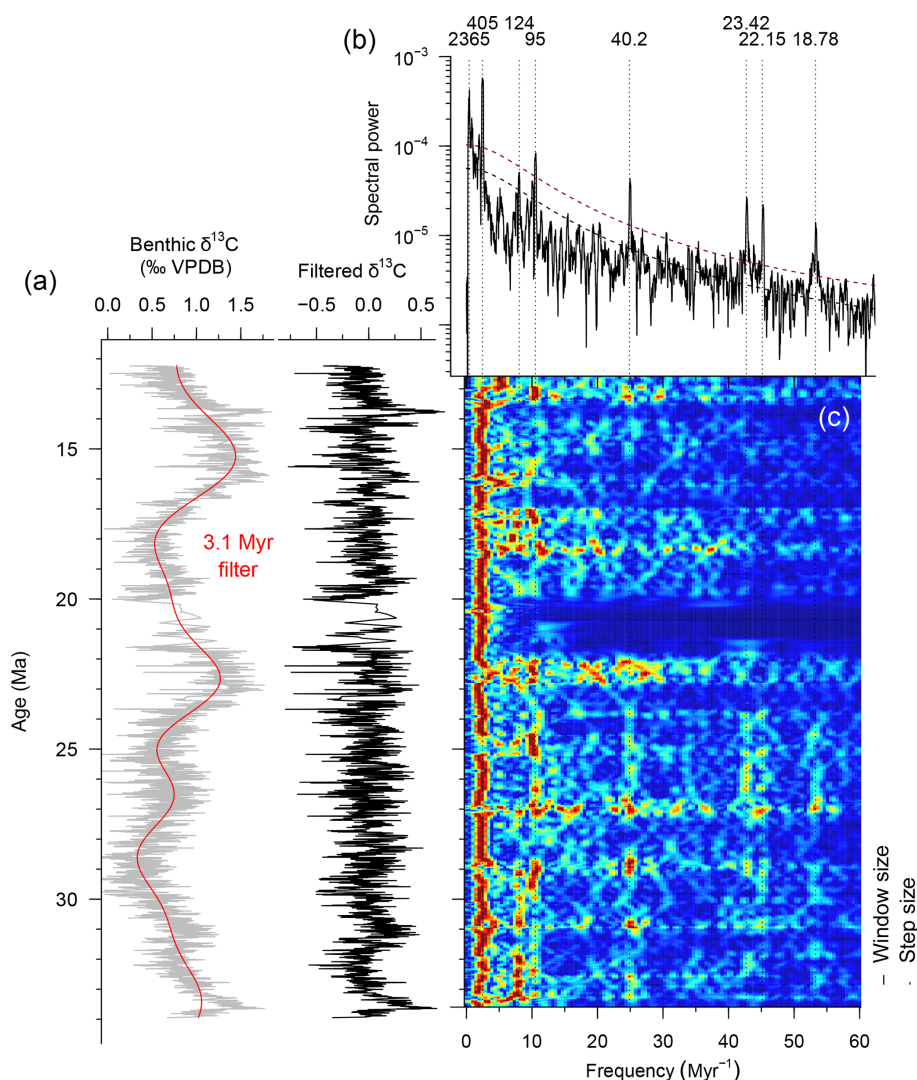 (b)
405 124
2365 95
40.2
23.42
22.15 18.78
10⁻³
10⁻⁴
10⁻⁵
Spectral power
(a)
Benthic δ¹³C
(‰ VPDB)
0.0 0.5 1.0 1.5
Filtered δ¹³C
−0.5 0.0 0.5
15
20
25
30
Age (Ma)
3.1 Myr
filter
(c)
0 10 20 30 40 50 60
Frequency (Myr⁻¹)
– Window size
- Step size